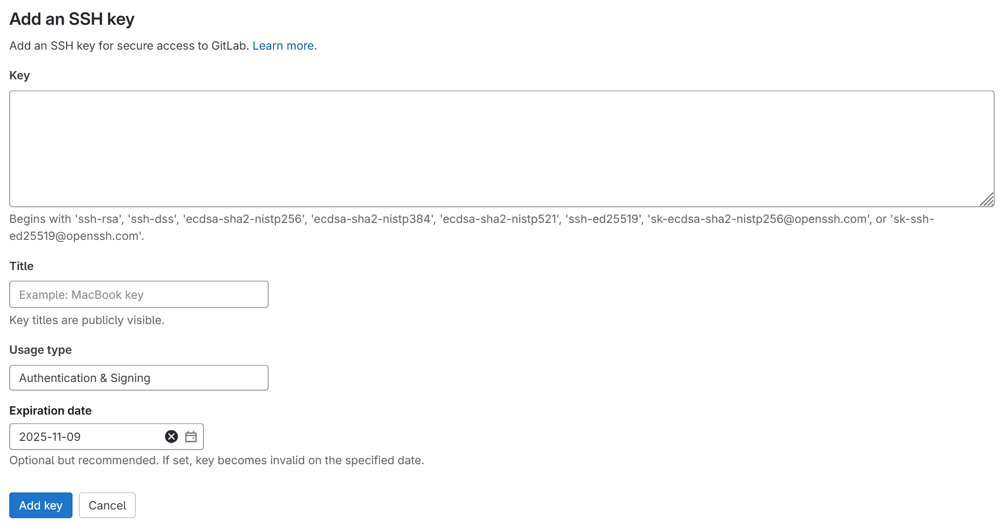 Add an SSH key
Add an SSH key for secure access to GitLab. Learn more.
Key
Begins with 'ssh-rsa', 'ssh-dss', 'ecdsa-sha2-nistp256', 'ecdsa-sha2-nistp384', 'ecdsa-sha2-nistp521', 'ssh-ed25519', 'sk-ecdsa-sha2-nistp256@openssh.com', or 'sk-ssh-
ed25519@openssh.com'.
Title
Example: MacBook key
Key titles are publicly visible.
Usage type
Authentication & Signing
Expiration date
2025-11-09
Optional but recommended. If set, key becomes invalid on the specified date.
Add key Cancel